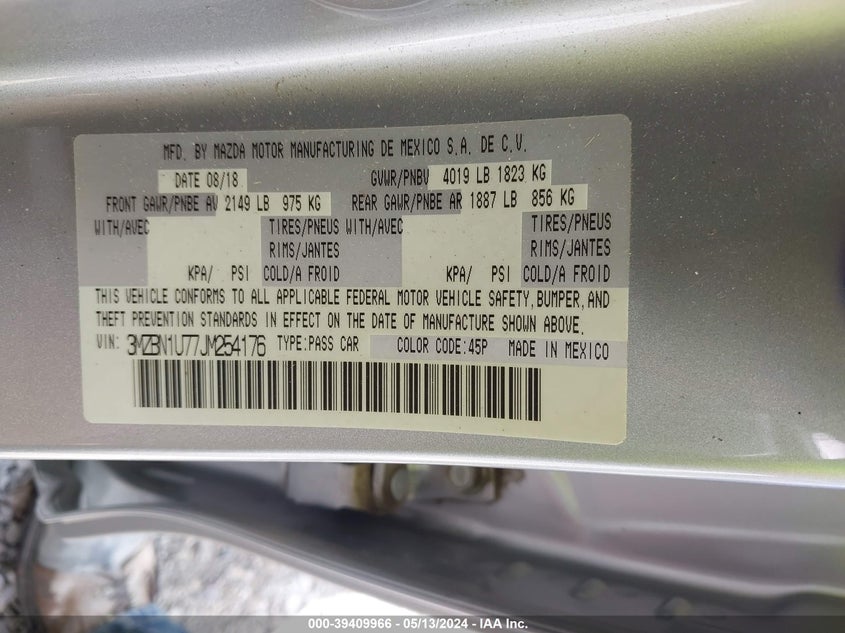 MFD. BY MAZDA MOTOR MANUFACTURING DE MEXICO S.A. DE C.V.
DATE 08/18 GVWR/PNBV 4019 LB 1823 KG
FRONT GAWR/PNBE AV 2149 LB 975 KG REAR GAWR/PNBE AR 1887 LB 856 KG
WITH/AVEC TIRES/PNEUS WITH/AVEC TIRES/PNEUS
RIMS/JANTES RIMS/JANTES
KPA/ PSI COLD/A FROID KPA/ PSI COLD/A FROID
THIS VEHICLE CONFORMS TO ALL APPLICABLE FEDERAL MOTOR VEHICLE SAFETY, BUMPER, AND
THEFT PREVENTION STANDARDS IN EFFECT ON THE DATE OF MANUFACTURE SHOWN ABOVE.
VIN: 3MZBN1U77JM254176 TYPE:PASS CAR COLOR CODE:45P MADE IN MEXICO
000-39409966 - 05/13/2024 - IAA Inc.